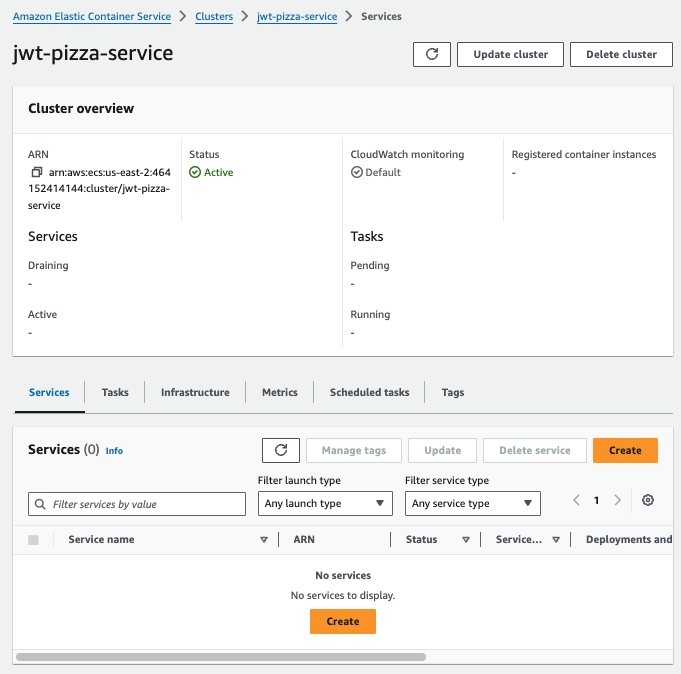 Amazon Elastic Container Service > Clusters > jwt-pizza-service > Services
jwt-pizza-service
Update cluster
Delete cluster
Cluster overview
ARN
arn:aws:ecs:us-east-2:464
152414144:cluster/jwt-pizza-
service
Status
Active
CloudWatch monitoring
Default
Registered container instances
-
Services
Draining
-
Active
-
Tasks
Pending
-
Running
-
Services Tasks Infrastructure Metrics Scheduled tasks Tags
Services (0) Info
Manage tags
Update
Delete service
Create
Filter services by value
Filter launch type
Any launch type
Filter service type
Any service type
1
Service name ARN Status Service... Deployments and
No services
No services to display.
Create